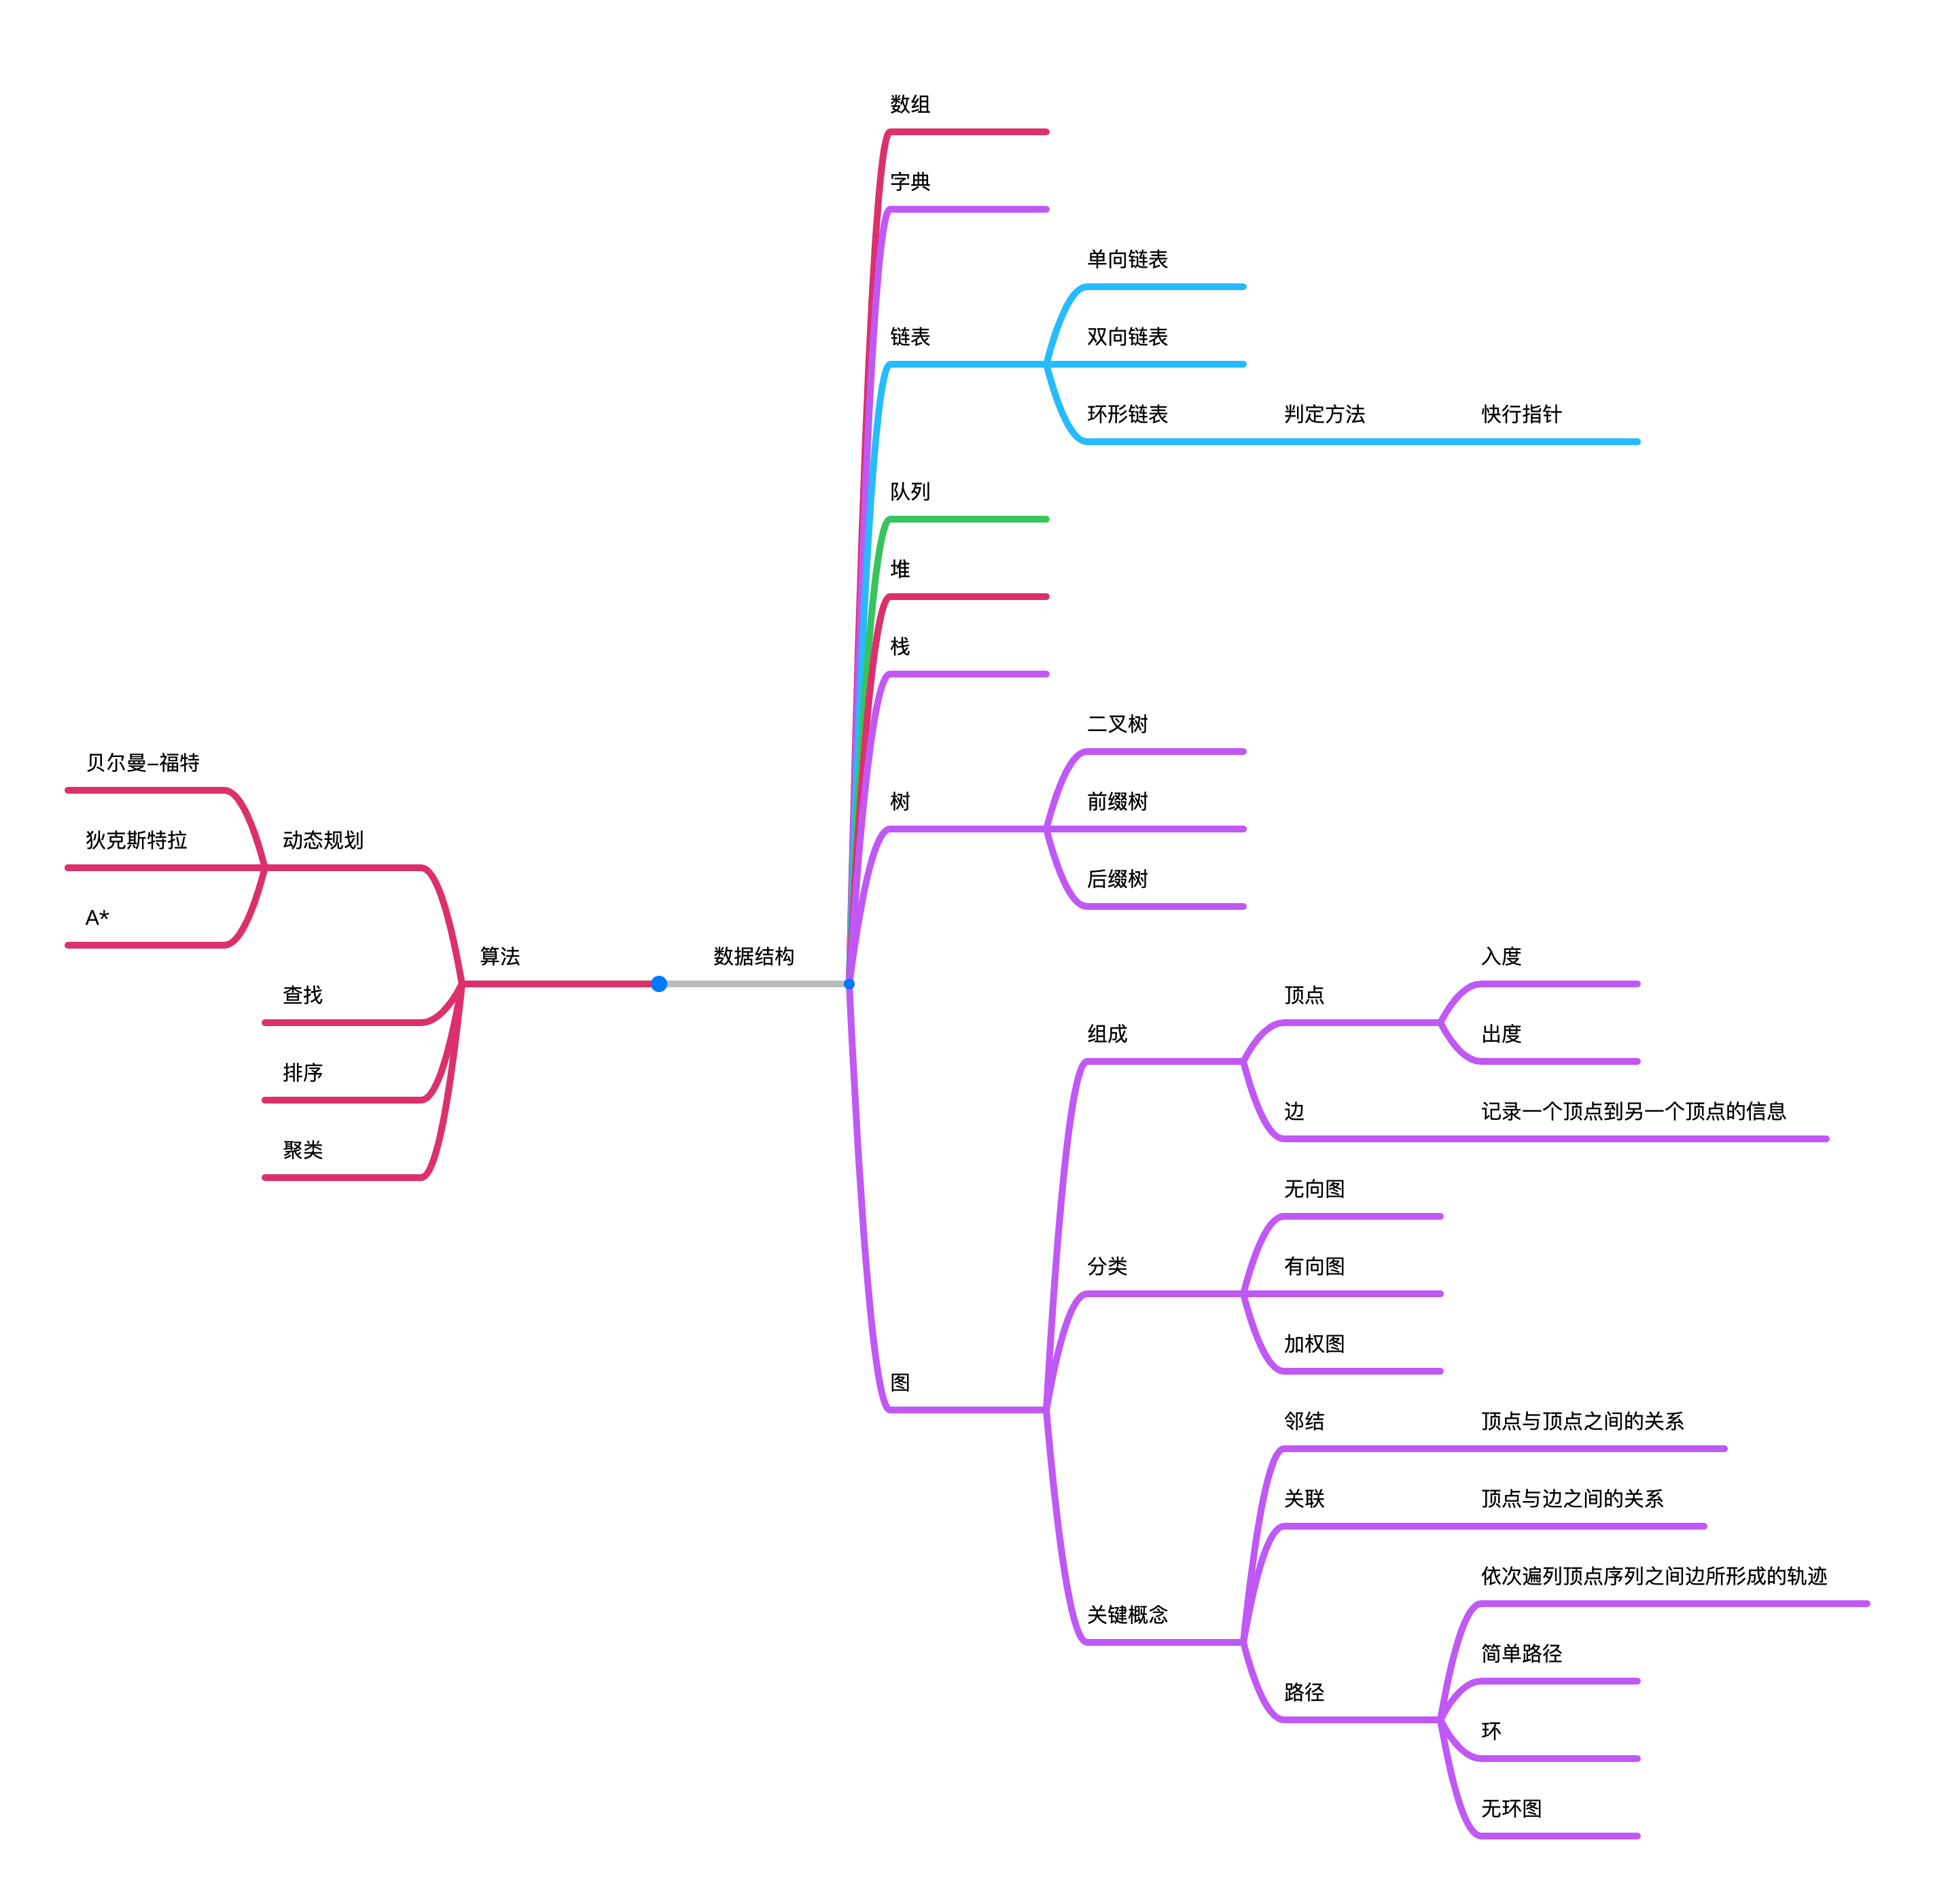 数组
字典
单向链表
链表
双向链表
环形链表
判定方法
快行指针
队列
堆
栈
二叉树
树
前缀树
后缀树
贝尔曼-福特
狄克斯特拉
动态规划
A*
算法
数据结构
查找
排序
聚类
入度
顶点
出度
组成
边
记录一个顶点到另一个顶点的信息
无向图
分类
有向图
加权图
图
邻结
顶点与顶点之间的关系
关联
顶点与边之间的关系
依次遍列顶点序列之间边所形成的轨迹
关键概念
简单路径
路径
环
无环图